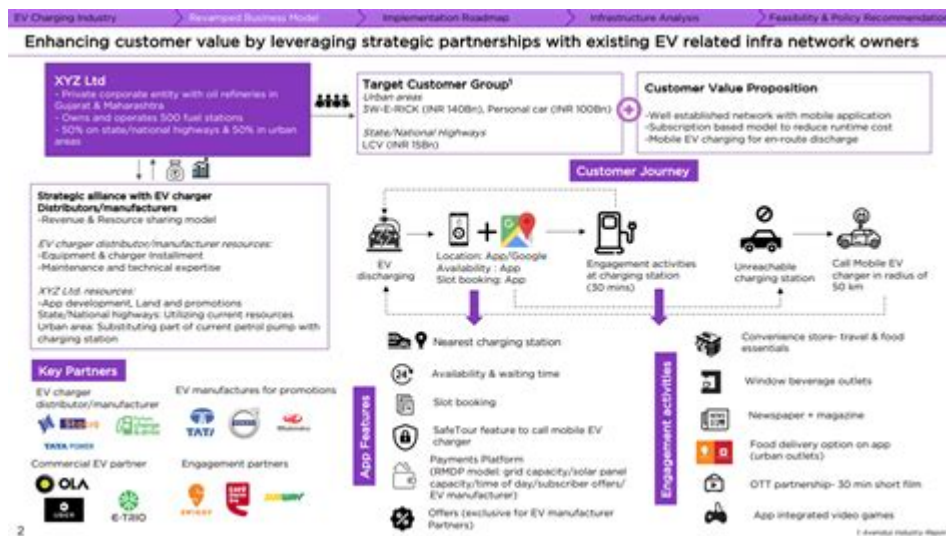 EV Charging Industry
Revamped Business Model
Implementation Roadmap
Infrastructure Analysis
Feasibility & Policy Recommendation
Enhancing customer value by leveraging strategic partnerships with existing EV related infra network owners
XYZ Ltd
- Private corporate entity with oil refineries in
Gujarat & Maharashtra
- Owns and operates 500 fuel stations
- 50% on state/national highways & 50% in urban
areas
Target Customer Group¹
Urban areas
3W-E-RICK (INR 140Bn), Personal car (INR 100Bn)
State/National highways
LCV (INR 15Bn)
Customer Value Proposition
-Well established network with mobile application
-Subscription based model to reduce runtime cost
-Mobile EV charging for en-route discharge
Strategic alliance with EV charger
Distributors/manufacturers
-Revenue & Resource sharing model
EV charger distributor/manufacturer resources:
-Equipment & charger Installment
-Maintenance and technical expertise
XYZ Ltd. resources:
-App development, Land and promotions
State/National highways: Utilizing current resources
Urban area: Substituting part of current petrol pump with
charging station
Customer Journey
EV
discharging
Location: App/Google
Availability : App
Slot booking: App
Engagement activities
at charging station
(30 mins)
Unreachable
charging station
Call Mobile EV
charger in radius of
50 km
Key Partners
EV charger
distributor/manufacturer
TATA POWER
EV manufactures for promotions
TATA
Mahindra
Commercial EV partner
OLA
E-TRIO
Engagement partners
SWIGGY
SUBWAY
App Features
Nearest charging station
24
Availability & waiting time
Slot booking
SafeTour feature to call mobile EV
charger
Payments Platform
(RMDP model: grid capacity/solar panel
capacity/time of day/subscriber offers/
EV manufacturer)
Offers (exclusive for EV manufacturer
Partners)
Engagement activities
Convenience store- travel & food
essentials
Window beverage outlets
NEWS
Newspaper + magazine
Food delivery option on app
(urban outlets)
OTT partnership- 30 min short film
App integrated video games
2
1 Avendus Industry Report